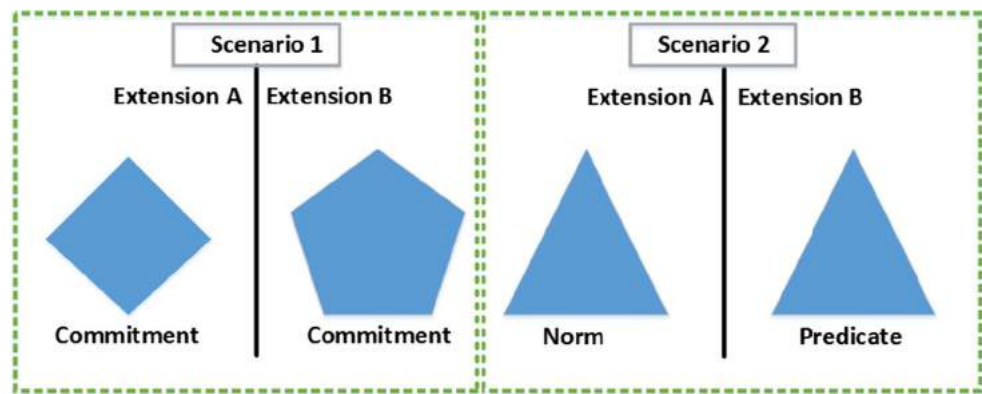 Scenario 1
Extension A
Extension B
Commitment
Commitment
Scenario 2
Extension A
Extension B
Norm
Predicate